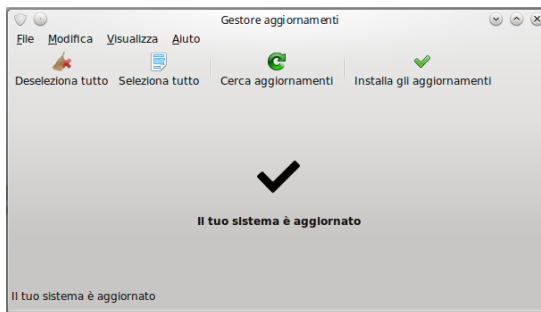 Gestore aggiornamenti
File Modifica Visualizza Aiuto
Deseleziona tutto Seleziona tutto Cerca aggiornamenti Installa gli aggiornamenti
Il tuo sistema è aggiornato
Il tuo sistema è aggiornato